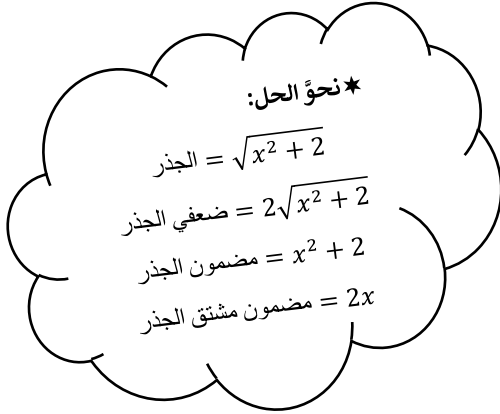 ★نحوَّ الحل:
الجذر = √(x² + 2)
ضعفي الجذر = 2√(x² + 2)
مضمون الجذر = x² + 2
مضمون مشتق الجذر = 2x